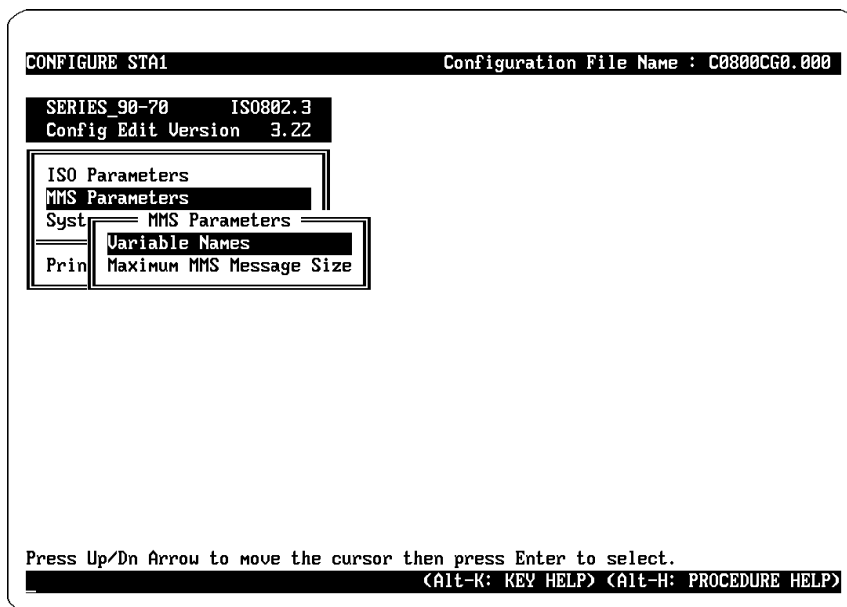 CONFIGURE STA1 Configuration File Name : C0800CG0.000
SERIES_90-70 ISO802.3
Config Edit Version 3.22
ISO Parameters
MMS Parameters
Syst
MMS Parameters
Variable Names
Prin
Maximum MMS Message Size
Press Up/Dn Arrow to move the cursor then press Enter to select.
(Alt-K: KEY HELP) (Alt-H: PROCEDURE HELP)